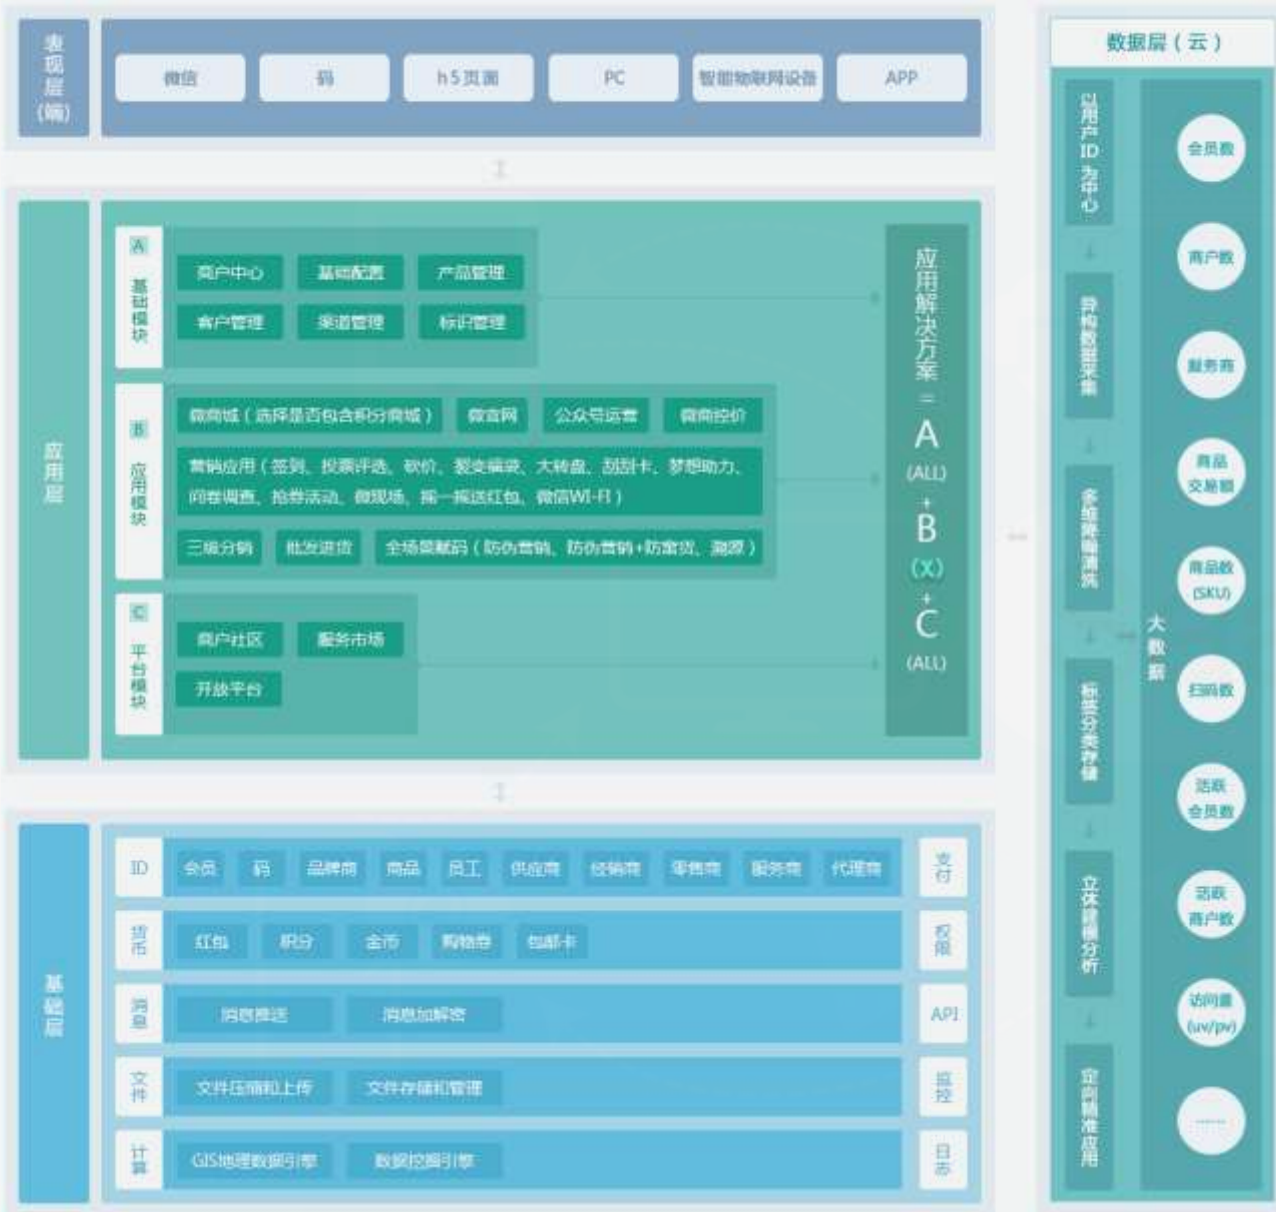 表现层(端)
微信
码
h5页面
PC
智能物联网设备
APP
应用层
A
基础模块
商户中心
基础配置
产品管理
客户管理
渠道管理
标识管理
B
应用模块
微商城（选择是否包含积分商城）
微官网
公众号运营
微商控价
营销应用（签到、投票评选、砍价、裂变福袋、大转盘、刮刮卡、梦想助力、
问卷调查、抢券活动、微现场、摇一摇送红包、微信WI-FI）
三级分销
批发进货
全场景赋码（防伪营销、防伪营销+防窜货、溯源）
C
平台模块
商户社区
服务市场
开放平台
应用解决方案
=
A
(ALL)
+
B
(X)
+
C
(ALL)
基础层
ID
会员
码
品牌商
商品
员工
供应商
经销商
零售商
服务商
代理商
支付
货币
红包
积分
金币
购物券
包邮卡
权限
消息
消息推送
消息加解密
API
文件
文件压缩和上传
文件存储和管理
监控
计算
GIS地理数据引擎
数据挖掘引擎
日志
数据层（云）
以用户ID为中心
异构数据采集
多维降噪清洗
标签分类存储
立体建模分析
定向精准应用
大数据
会员数
商户数
服务商
商品
交易额
商品数
(SKU)
扫码数
活跃
会员数
活跃
商户数
访问量
(uv/pv)
......